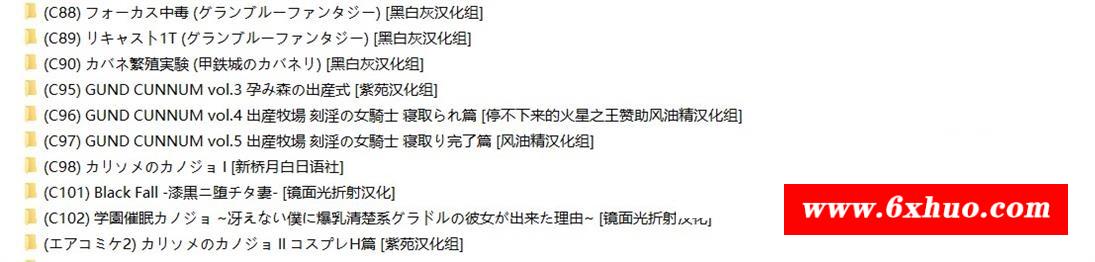 (C88) フォーカス中毒 (グランブルーファンタジー) [黑白灰汉化组]
(C89) リキャスト1T (グランブルーファンタジー) [黑白灰汉化组]
(C90) カバネ繁殖実験 (甲鉄城のカバネリ) [黑白灰汉化组]
(C95) GUND CUNNUM vol.3 孕み森の出産式 [紫苑汉化组]
(C96) GUND CUNNUM vol.4 出産牧場 刻淫の女騎士 寝取られ篇 [停不下来的火星之王赞助风油精汉化组]
(C97) GUND CUNNUM vol.5 出産牧場 刻淫の女騎士 寝取り完了篇 [风油精汉化组]
(C98) カリソメのカノジョ I [新桥月白日语社]
(C101) Black Fall -漆黒ニ堕チタ妻- [镜面光折射汉化]
(C102) 学園催眠カノジョ ~冴えない僕に爆乳清楚系グラドルの彼女が出来た理由~ [镜面光折射汉化]
www.6xhuo.com
(エアコミケ2) カリソメのカノジョ II コスプレH篇 [紫苑汉化组]